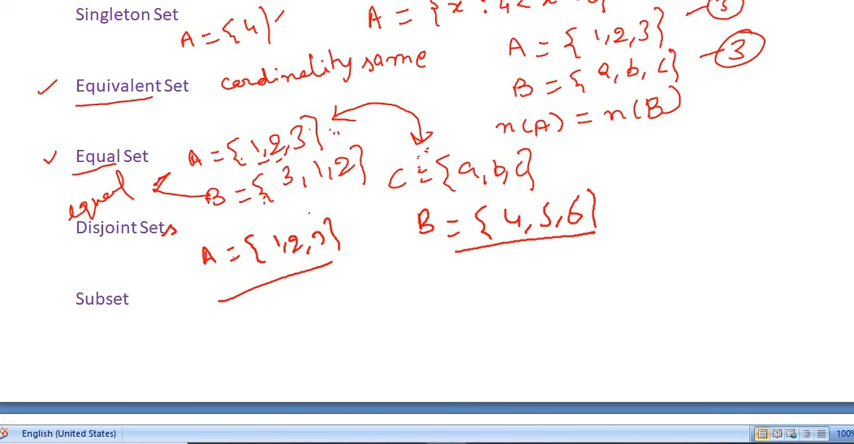 Singleton Set
A = {4}
A = { x : 4 < x
A = {1,2,3} 
B = {a, b, c} — 3
n(A) = n(B)
✓ Equivalent Set cardinality same
✓ Equal Set A = {1,2,3}
B = {3,1,2} C = {a,b,c}
equal
Disjoint Sets A = {1,2,3} B = {4,5,6}
Subset
English (United States) 100%